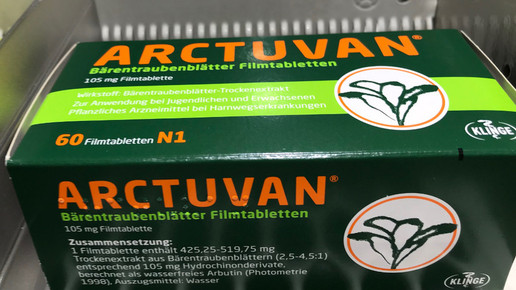 ARCTUVAN®
Bärentraubenblätter Filmtabletten
105 mg Filmtablette
Wirkstoff: Bärentraubenblätter-Trockenextrakt
Zur Anwendung bei Jugendlichen und Erwachsenen
Pflanzliches Arzneimittel bei Harnwegserkrankungen
60 Filmtabletten N1
KLINGE
ARCTUVAN®
Bärentraubenblätter Filmtabletten
105 mg Filmtablette
Zusammensetzung:
1 Filmtablette enthält 425,25-519,75 mg
Trockenextrakt aus Bärentraubenblättern (2,5-4,5:1)
entsprechend 105 mg Hydrochinonderivate,
berechnet als wasserfreies Arbutin (Photometrie
1998), Auszugsmittel: Wasser
KLINGE